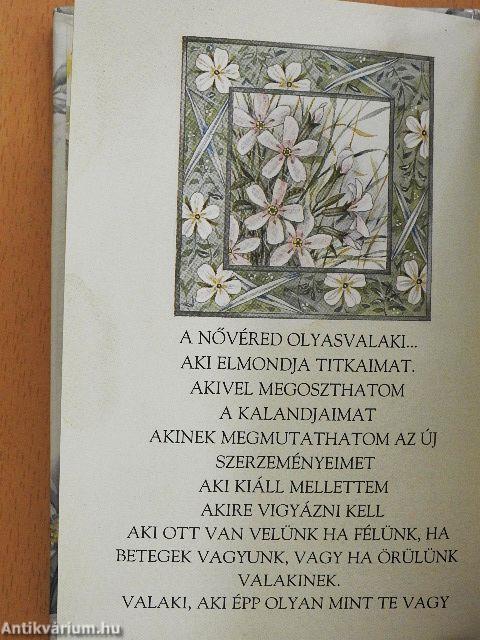 A NŐVÉRED OLYASVALAKI...
AKI ELMONDJA TITKAIMAT.
AKIVEL MEGOSZTHATOM
A KALANDJAIMAT
AKINEK MEGMUTATHATOM AZ ÚJ
SZERZEMÉNYEIMET
AKI KIÁLL MELLETTEM
AKIRE VIGYÁZNI KELL
AKI OTT VAN VELÜNK HA FÉLÜNK, HA
BETEGEK VAGYUNK, VAGY HA ÖRÜLÜNK
VALAKINEK.
VALAKI, AKI ÉPP OLYAN MINT TE VAGY
Antikvárium.hu